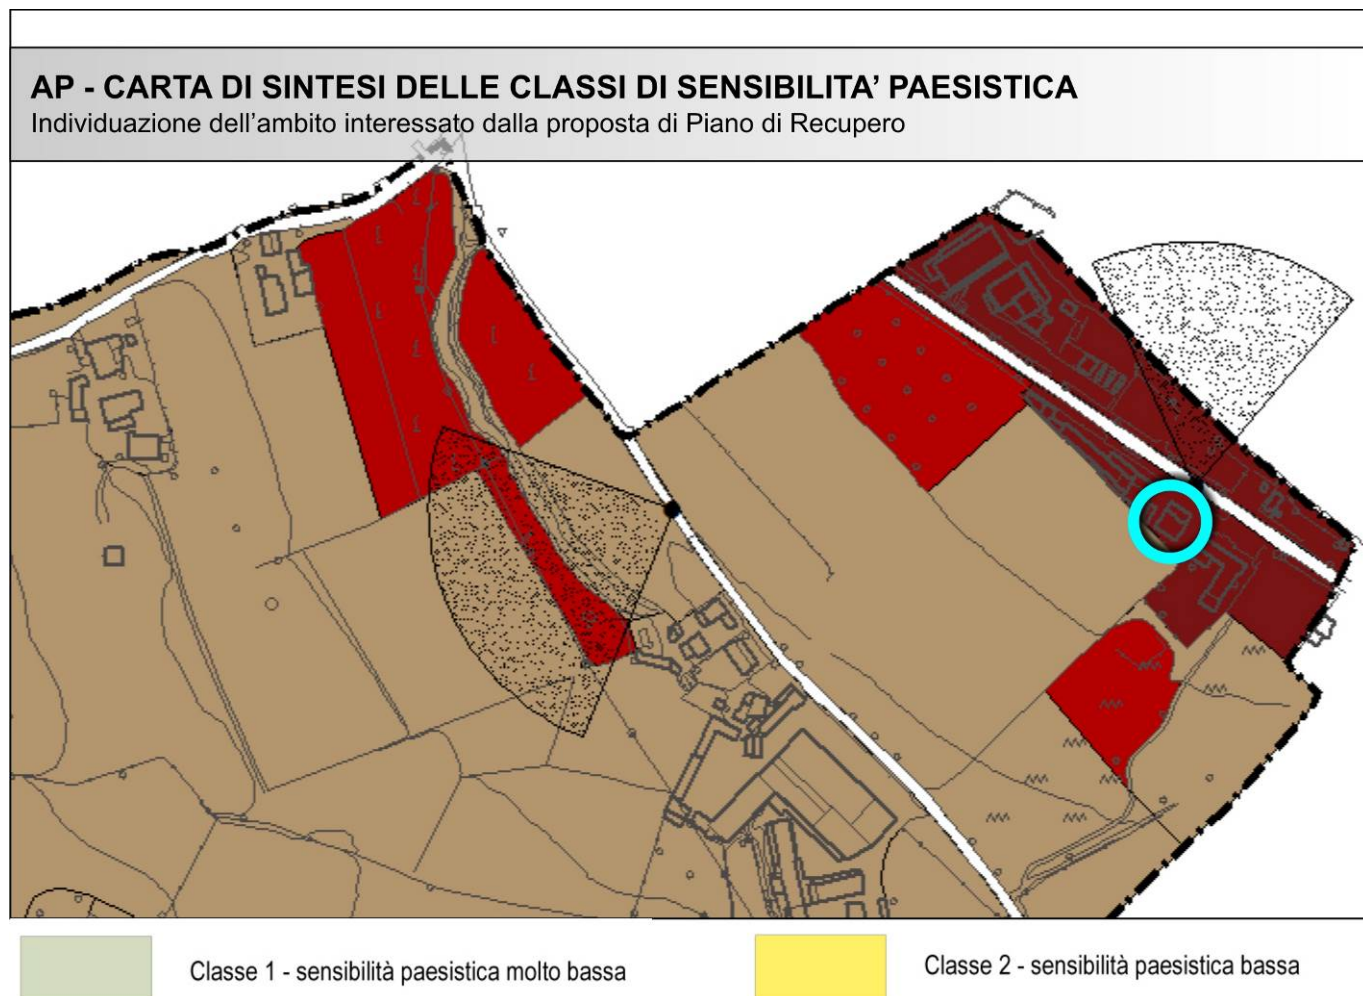 AP - CARTA DI SINTESI DELLE CLASSI DI SENSIBILITA’ PAESISTICA
Individuazione dell’ambito interessato dalla proposta di Piano di Recupero
Classe 1 - sensibilità paesistica molto bassa
Classe 2 - sensibilità paesistica bassa